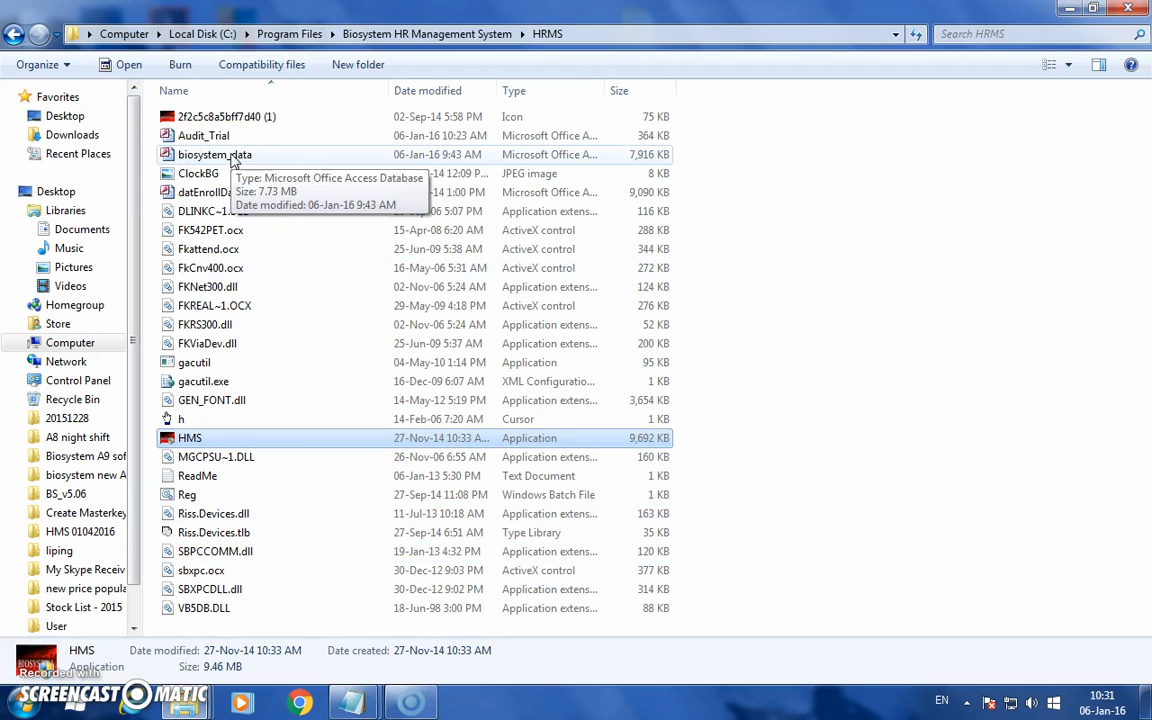 Computer Local Disk (C:) Program Files Biosystem HR Management System HRMS Search HRMS
Organize Open Burn Compatibility files New folder
Name Date modified Type Size
Favorites
Desktop
Downloads
Recent Places
Desktop
Libraries
Documents
Music
Pictures
Videos
Homegroup
Store
Computer
Network
Control Panel
Recycle Bin
20151228
A8 night shift
Biosystem A9 sof
biosystem new A
BS_v5.06
Create Masterkey
HMS 01042016
liping
My Skype Receiv
new price popula
Stock List - 2015
User
2f2c5c8a5bff7d40 (1) 02-Sep-14 5:58 PM Icon 75 KB
Audit_Trial 06-Jan-16 10:23 AM Microsoft Office A... 364 KB
biosystem_data 06-Jan-16 9:43 AM Microsoft Office A... 7,916 KB
ClockBG PM JPEG image 8 KB
datEnrollDa 1:00 PM Microsoft Office A... 9,090 KB
5:07 PM Application extens... 116 KB
FK542PET.ocx 15-Apr-08 6:20 AM ActiveX control 288 KB
Fkattend.ocx 25-Jun-09 5:38 AM ActiveX control 344 KB
FkCnv400.ocx 16-May-06 5:31 AM ActiveX control 272 KB
FKNet300.dll 02-Nov-06 5:24 AM Application extens... 124 KB
FKREAL~1.OCX 29-May-09 4:18 PM ActiveX control 276 KB
FKRS300.dll 02-Nov-06 5:24 AM Application extens... 52 KB
FKViaDev.dll 25-Jun-09 5:37 AM Application extens... 200 KB
gacutil 04-May-10 1:14 PM Application 95 KB
gacutil.exe 16-Dec-09 6:07 AM XML Configuratio... 1 KB
GEN_FONT.dll 14-May-12 5:19 PM Application extens... 3,654 KB
h 14-Feb-06 7:20 AM Cursor 1 KB
HMS 27-Nov-14 10:33 A... Application 9,692 KB
MGCPSU~1.DLL 26-Nov-06 6:55 AM Application extens... 160 KB
ReadMe 06-Jan-13 5:30 PM Text Document 1 KB
Reg 27-Sep-14 11:08 PM Windows Batch File 1 KB
Riss.Devices.dll 11-Jul-13 10:18 AM Application extens... 163 KB
Riss.Devices.tlb 27-Sep-14 6:51 AM Type Library 35 KB
SBPCCOMM.dll 19-Jan-13 4:32 PM Application extens... 120 KB
sbxpc.ocx 30-Dec-12 9:03 PM ActiveX control 377 KB
SBXPCDLL.dll 30-Dec-12 9:02 PM Application extens... 209 KB
VB5DB.DLL 18-Jun-98 3:00 PM Application extens... 88 KB
Type: Microsoft Office Access Database
Size: 7.73 MB
Date modified: 06-Jan-16 9:43 AM
HMS Date modified: 27-Nov-14 10:33 AM Date created: 27-Nov-14 10:33 AM
Application Size: 9.46 MB
Recorded with
SCREENCAST MATIC
EN 10:31
06-Jan-16